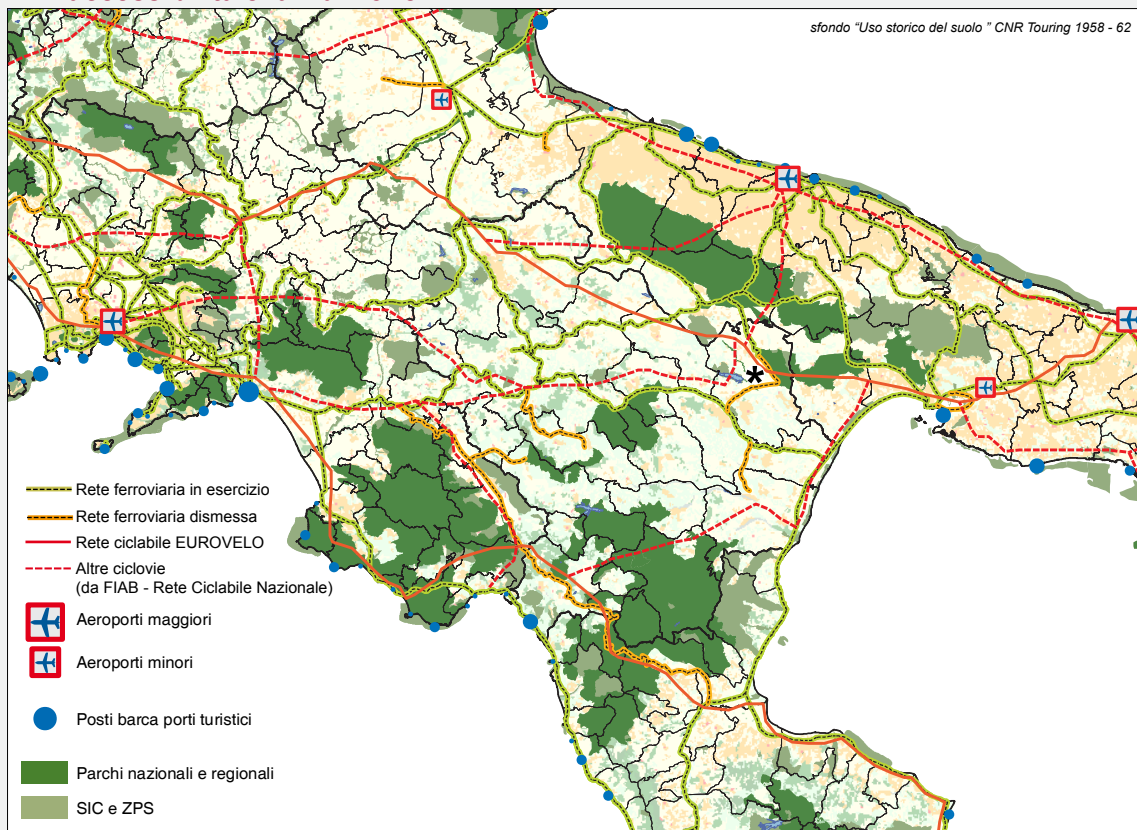 sfondo “Uso storico del suolo ” CNR Touring 1958 - 62
*
Rete ferroviaria in esercizio
Rete ferroviaria dismessa
Rete ciclabile EUROVELO
Altre ciclovie
(da FIAB - Rete Ciclabile Nazionale)
Aeroporti maggiori
Aeroporti minori
Posti barca porti turistici
Parchi nazionali e regionali
SIC e ZPS